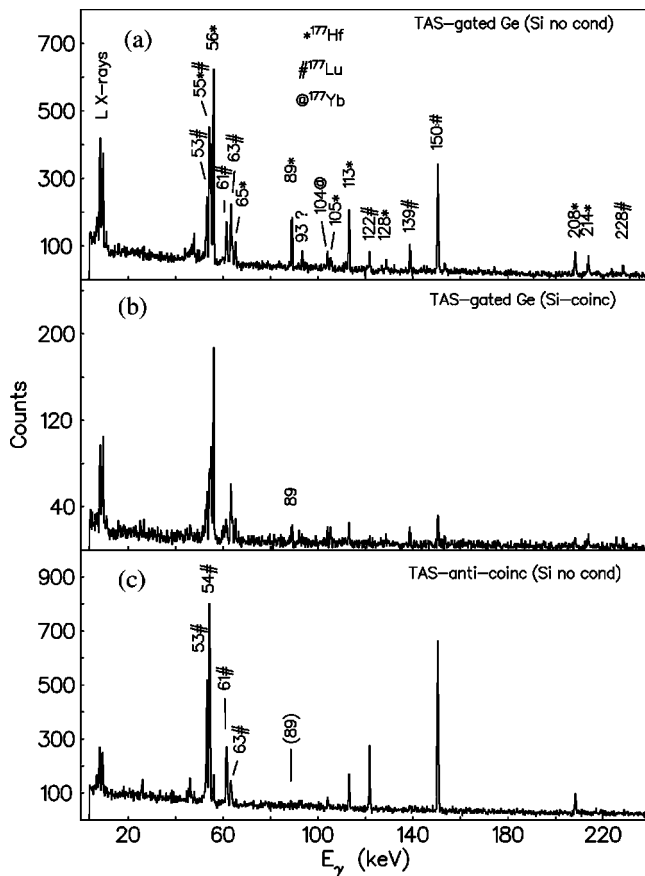 (a)
TAS-gated Ge (Si no cond)
700
500
300
100
L X-rays
53#
55*#
56*
61#
63#
65*
*¹⁷⁷Hf
#¹⁷⁷Lu
@¹⁷⁷Yb
89*
93 ?
104@
105*
113*
122#
128*
139#
150#
208*
214*
228#
(b)
TAS-gated Ge (Si-coinc)
200
120
40
89
Counts
(c)
TAS-anti-coinc (Si no cond)
900
700
500
300
100
53#
54#
61#
63#
(89)
20 60 100 140 180 220
Eγ (keV)